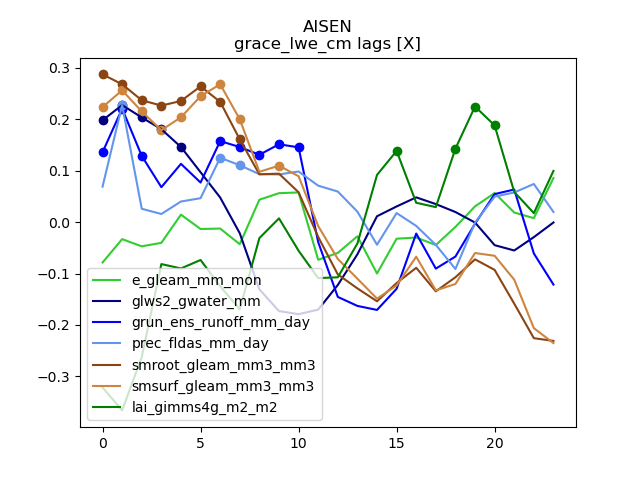 AISEN
grace_lwe_cm lags [X]
0.3
0.2
0.1
0.0
−0.1
−0.2
−0.3
e_gleam_mm_mon
glws2_gwater_mm
grun_ens_runoff_mm_day
prec_fldas_mm_day
smroot_gleam_mm3_mm3
smsurf_gleam_mm3_mm3
lai_gimms4g_m2_m2
0 5 10 15 20